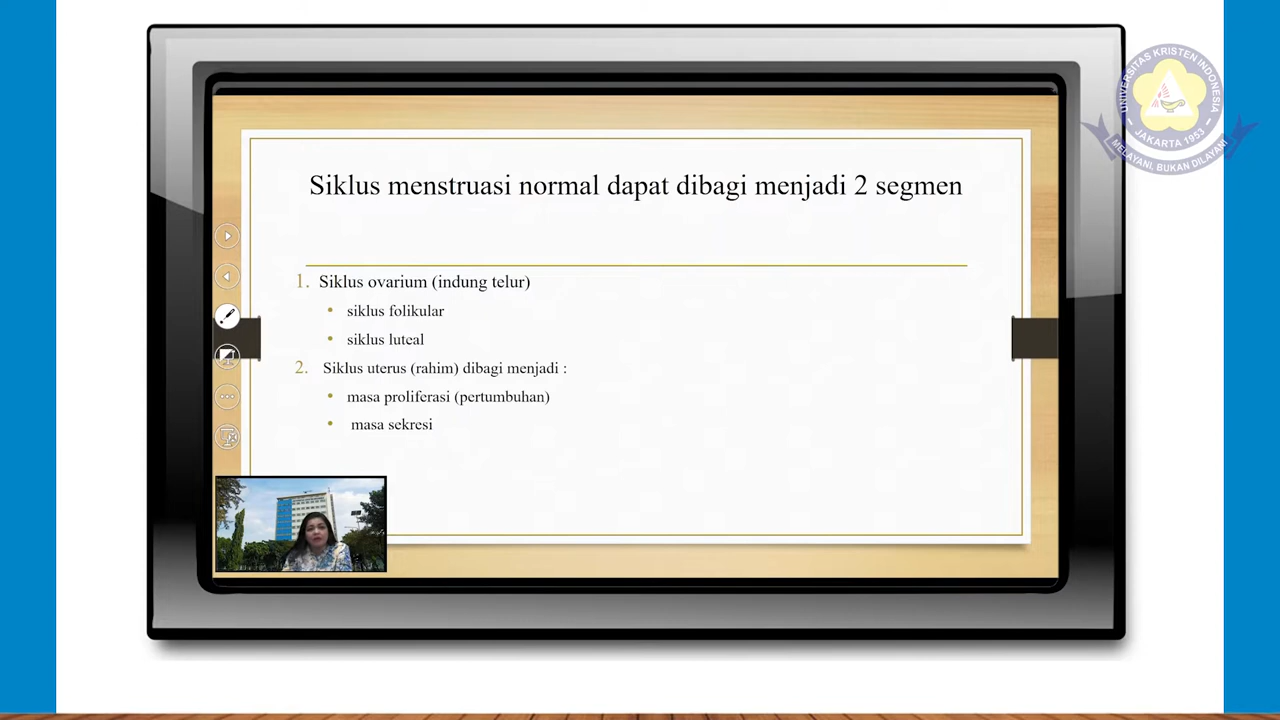 UNIVERSITAS KRISTEN INDONESIA
JAKARTA 1953
MELAYANI, BUKAN DILAYANI
Siklus menstruasi normal dapat dibagi menjadi 2 segmen
1. Siklus ovarium (indung telur)
• siklus folikular
• siklus luteal
2. Siklus uterus (rahim) dibagi menjadi :
• masa proliferasi (pertumbuhan)
• masa sekresi